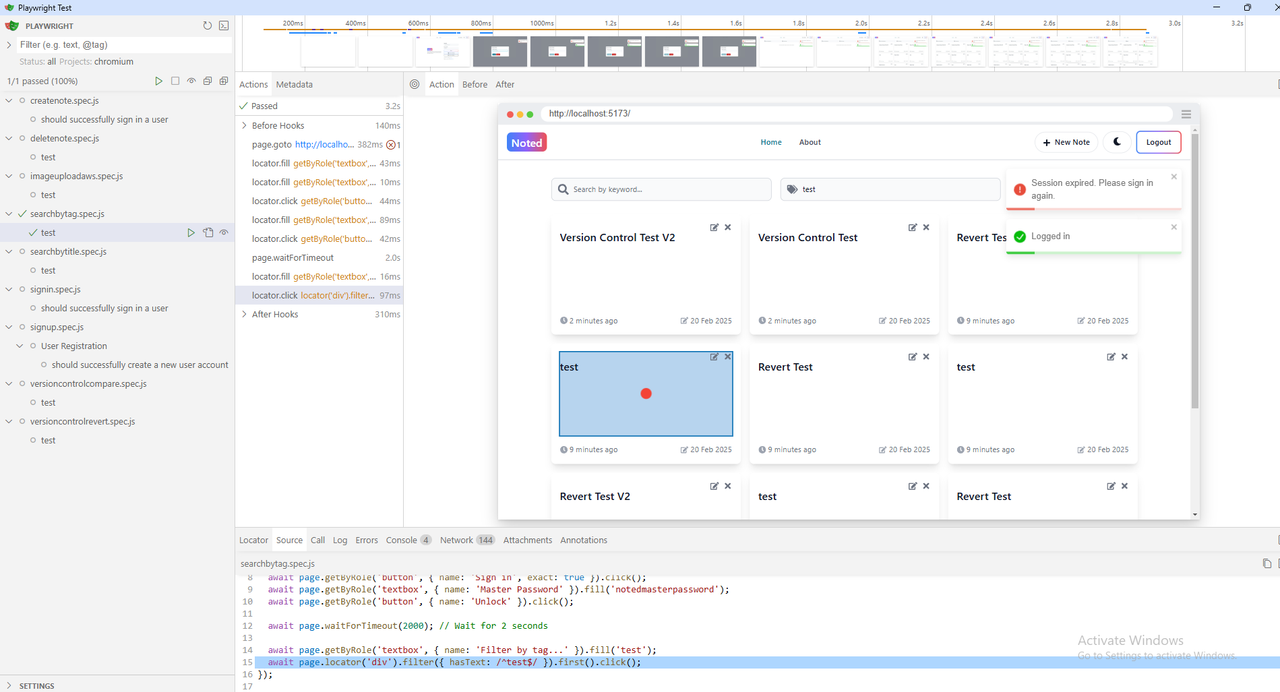 Playwright Test
PLAYWRIGHT
Filter (e.g. text, @tag)
Status: all Projects: chromium
1/1 passed (100%)
createnote.spec.js
should successfully sign in a user
deletenote.spec.js
test
imageuploadaws.spec.js
test
searchbytag.spec.js
test
searchbytitle.spec.js
test
signin.spec.js
should successfully sign in a user
signup.spec.js
User Registration
should successfully create a new user account
versioncontrolcompare.spec.js
test
versioncontrolrevert.spec.js
test
SETTINGS
200ms 400ms 600ms 800ms 1000ms 1.2s 1.4s 1.6s 1.8s 2.0s 2.2s 2.4s 2.6s 2.8s 3.0s 3.2s
Actions Metadata
Passed 3.2s
Before Hooks 140ms
page.goto http://localho... 382ms 1
locator.fill getByRole('textbox',... 43ms
locator.fill getByRole('textbox',... 10ms
locator.click getByRole('butto... 44ms
locator.fill getByRole('textbox',... 89ms
locator.click getByRole('butto... 42ms
page.waitForTimeout 2.0s
locator.fill getByRole('textbox',... 16ms
locator.click locator('div').filter... 97ms
After Hooks 310ms
Action Before After
http://localhost:5173/
Noted Home About New Note Logout
Search by keyword... test
Session expired. Please sign in
again.
Logged in
Version Control Test V2 Version Control Test Revert Tes
2 minutes ago 20 Feb 2025 2 minutes ago 20 Feb 2025 9 minutes ago 20 Feb 2025
test Revert Test test
9 minutes ago 20 Feb 2025 9 minutes ago 20 Feb 2025 9 minutes ago 20 Feb 2025
Revert Test V2 test Revert Test
Locator Source Call Log Errors Console 4 Network 144 Attachments Annotations
searchbytag.spec.js
8 await page.getByRole('button', { name: 'Sign in', exact: true }).click();
9 await page.getByRole('textbox', { name: 'Master Password' }).fill('notedmasterpassword');
10 await page.getByRole('button', { name: 'Unlock' }).click();
11
12 await page.waitForTimeout(2000); // Wait for 2 seconds
13
14 await page.getByRole('textbox', { name: 'Filter by tag...' }).fill('test');
15 await page.locator('div').filter({ hasText: /^test$/ }).first().click();
16 });
17
Activate Windows
Go to Settings to activate Windows.